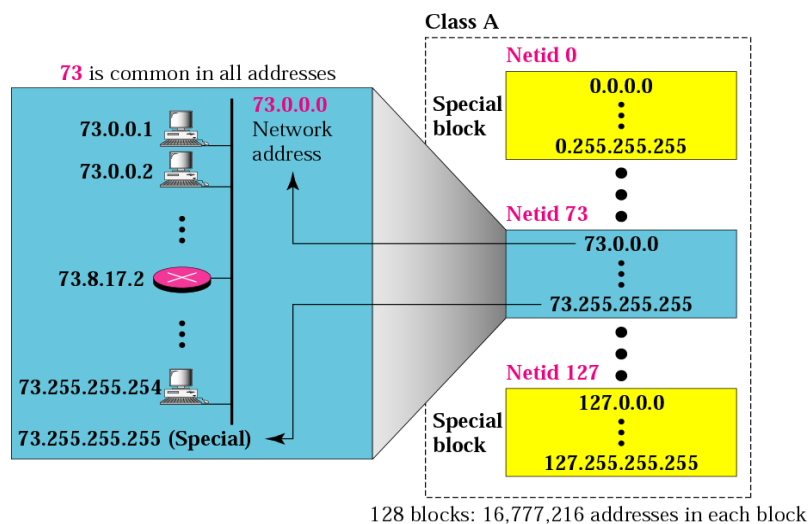 Class A
73 is common in all addresses
73.0.0.0
Network
address
73.0.0.1
73.0.0.2
73.8.17.2
73.255.255.254
73.255.255.255 (Special)
Netid 0
Special
block
0.0.0.0
0.255.255.255
Netid 73
73.0.0.0
73.255.255.255
Netid 127
Special
block
127.0.0.0
127.255.255.255
128 blocks: 16,777,216 addresses in each block